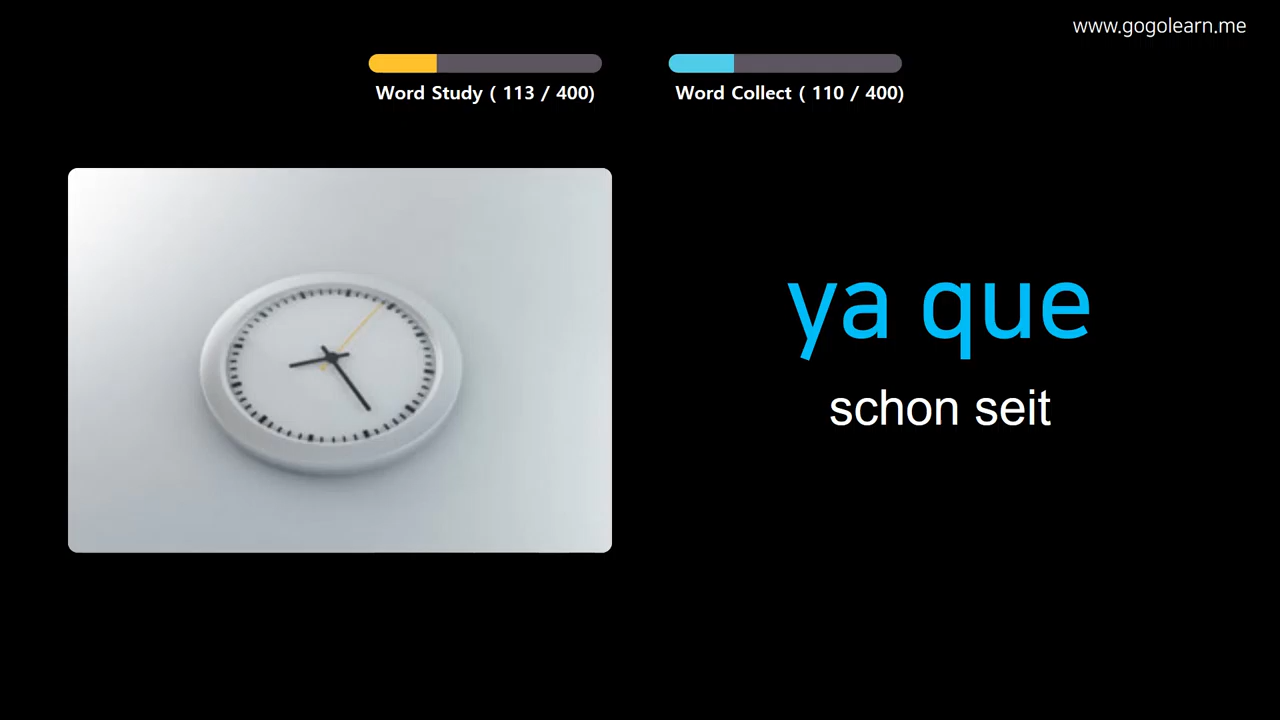 www.gogolearn.me
Word Study ( 113 / 400)
Word Collect ( 110 / 400)
ya que
schon seit